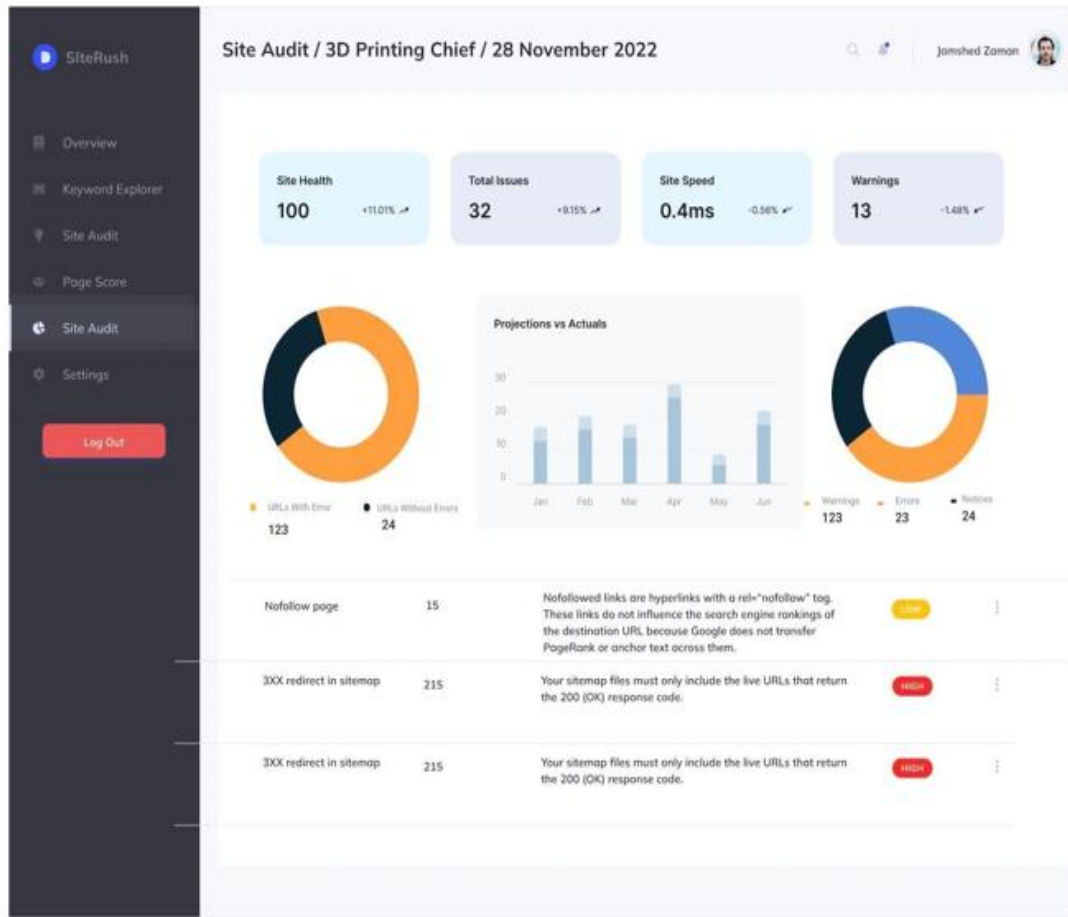 SIteRush
Site Audit / 3D Printing Chief / 28 November 2022
Jamshed Zaman
Overview
Keyword Explorer
Site Audit
Page Score
Site Audit
Settings
Log Out
Site Health
100
+11.01%
Total Issues
32
+9.15%
Site Speed
0.4ms
-0.56%
Warnings
13
-1.48%
URLs With Error
123
URLs Without Errors
24
Projections vs Actuals
30
20
10
0
Jan Feb Mar Apr May Jun
Warnings
123
Errors
23
Notices
24
Nofollow page
15
Nofollowed links are hyperlinks with a rel="nofollow" tag.
These links do not influence the search engine rankings of
the destination URL because Google does not transfer
PageRank or anchor text across them.
LOW
3XX redirect in sitemap
215
Your sitemap files must only include the live URLs that return
the 200 (OK) response code.
HIGH
3XX redirect in sitemap
215
Your sitemap files must only include the live URLs that return
the 200 (OK) response code.
HIGH